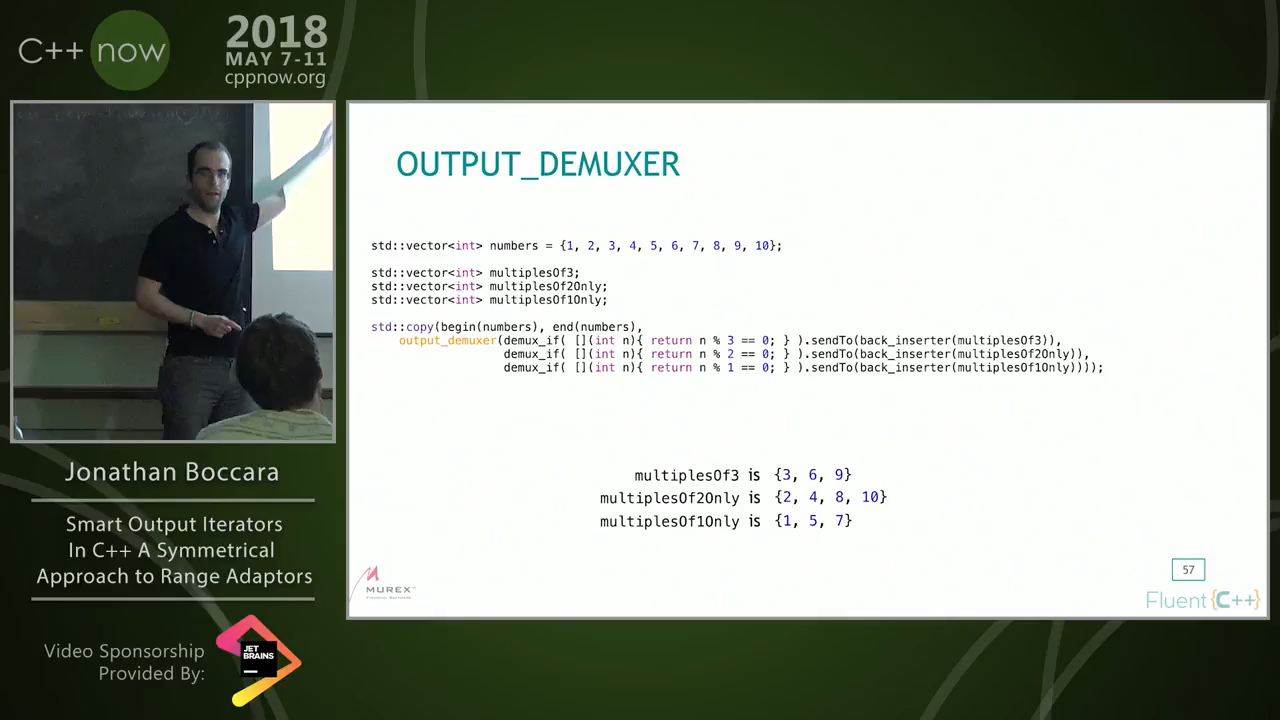 C++ now
2018
MAY 7-11
cppnow.org
OUTPUT_DEMUXER
std::vector<int> numbers = {1, 2, 3, 4, 5, 6, 7, 8, 9, 10};
std::vector<int> multiplesOf3;
std::vector<int> multiplesOf2Only;
std::vector<int> multiplesOf1Only;
std::copy(begin(numbers), end(numbers),
output_demuxer(demux_if( [](int n){ return n % 3 == 0; } ).sendTo(back_inserter(multiplesOf3)),
demux_if( [](int n){ return n % 2 == 0; } ).sendTo(back_inserter(multiplesOf2Only)),
demux_if( [](int n){ return n % 1 == 0; } ).sendTo(back_inserter(multiplesOf1Only))));
multiplesOf3 is {3, 6, 9}
multiplesOf2Only is {2, 4, 8, 10}
multiplesOf1Only is {1, 5, 7}
57
MUREX
Fluent {C++}
Jonathan Boccara
Smart Output Iterators
In C++ A Symmetrical
Approach to Range Adaptors
Video Sponsorship
Provided By:
JET
BRAINS